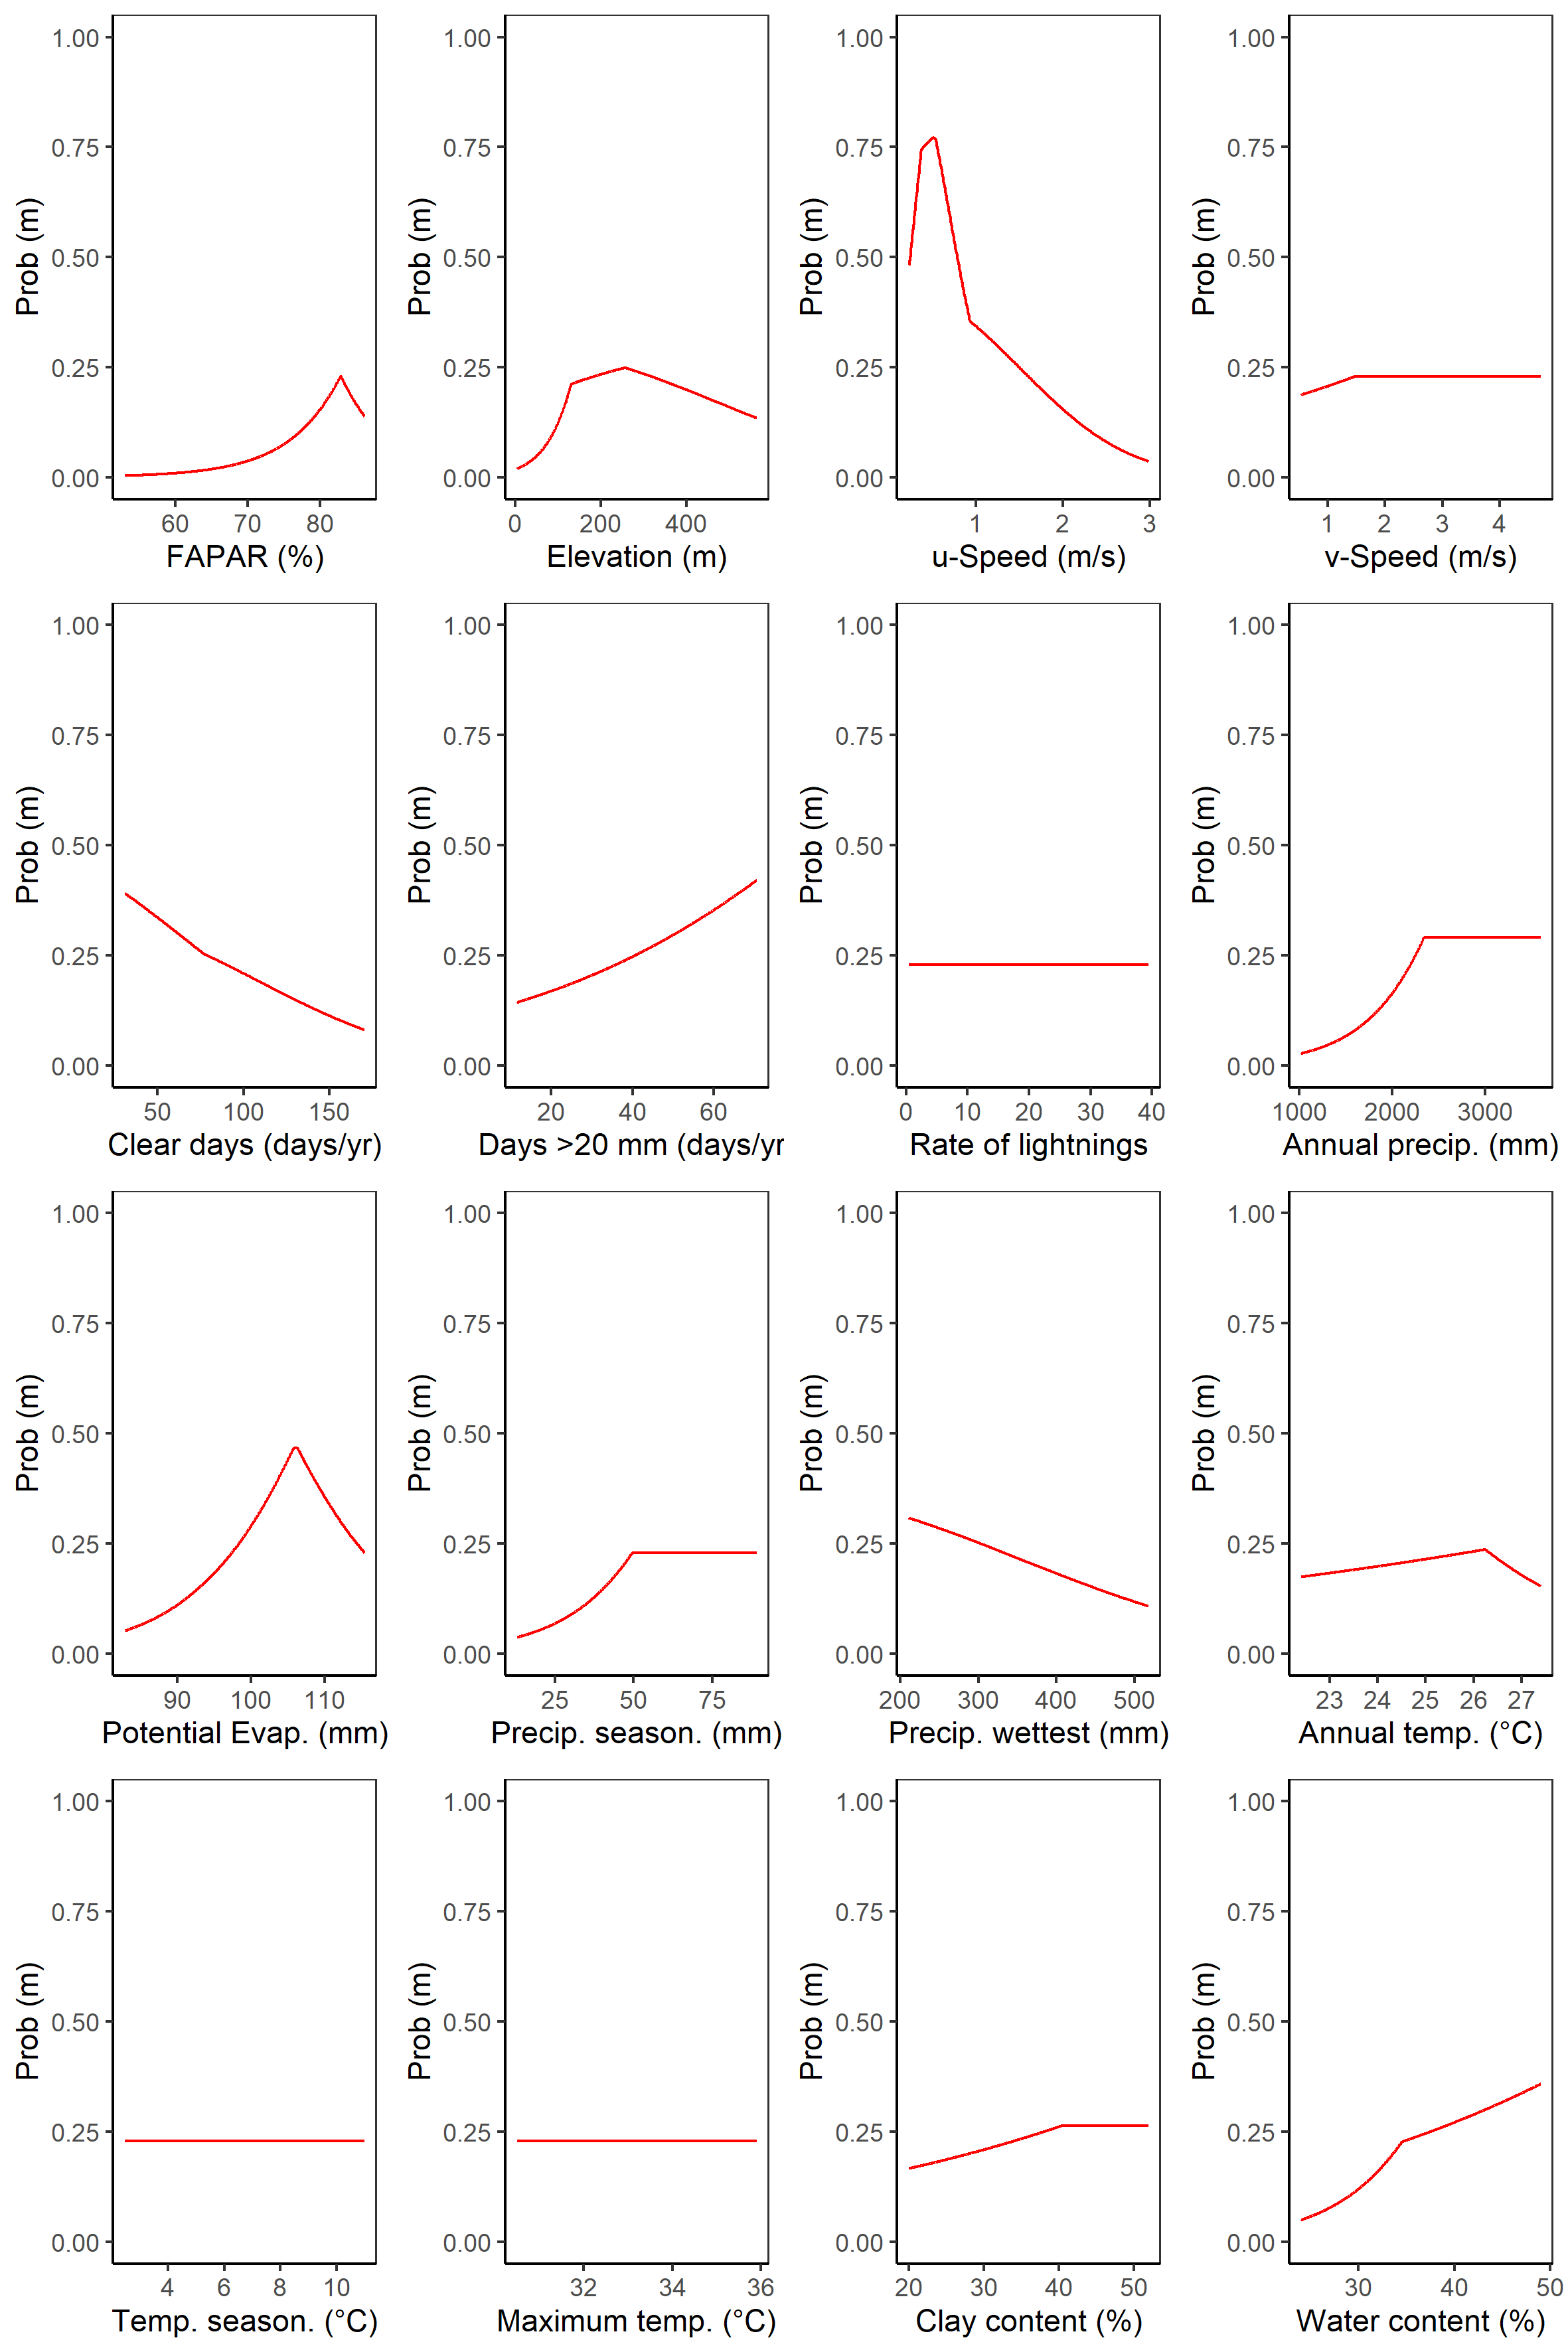 1.00 1.00 1.00 1.00
0.75 0.75 0.75 0.75
Prob (m) Prob (m) Prob (m) Prob (m)
0.50 0.50 0.50 0.50
0.25 0.25 0.25 0.25
0.00 0.00 0.00 0.00
60 70 80 0 200 400 1 2 3 1 2 3 4
FAPAR (%) Elevation (m) u-Speed (m/s) v-Speed (m/s)
1.00 1.00 1.00 1.00
0.75 0.75 0.75 0.75
Prob (m) Prob (m) Prob (m) Prob (m)
0.50 0.50 0.50 0.50
0.25 0.25 0.25 0.25
0.00 0.00 0.00 0.00
50 100 150 20 40 60 0 10 20 30 40 1000 2000 3000
Clear days (days/yr) Days >20 mm (days/yr Rate of lightnings Annual precip. (mm)
1.00 1.00 1.00 1.00
0.75 0.75 0.75 0.75
Prob (m) Prob (m) Prob (m) Prob (m)
0.50 0.50 0.50 0.50
0.25 0.25 0.25 0.25
0.00 0.00 0.00 0.00
90 100 110 25 50 75 200 300 400 500 23 24 25 26 27
Potential Evap. (mm) Precip. season. (mm) Precip. wettest (mm) Annual temp. (°C)
1.00 1.00 1.00 1.00
0.75 0.75 0.75 0.75
Prob (m) Prob (m) Prob (m) Prob (m)
0.50 0.50 0.50 0.50
0.25 0.25 0.25 0.25
0.00 0.00 0.00 0.00
4 6 8 10 32 34 36 20 30 40 50 30 40 50
Temp. season. (°C) Maximum temp. (°C) Clay content (%) Water content (%)